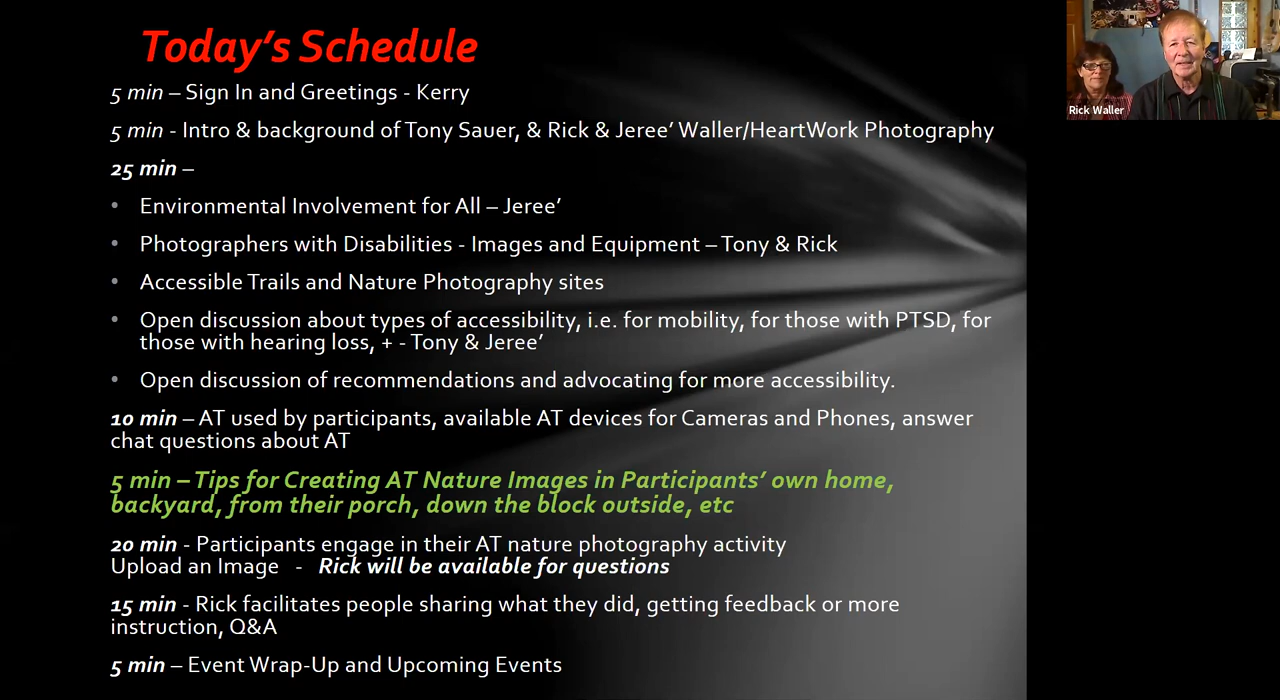 Today’s Schedule
5 min – Sign In and Greetings - Kerry
5 min - Intro & background of Tony Sauer, & Rick & Jeree’ Waller/HeartWork Photography
25 min –
• Environmental Involvement for All – Jeree’
• Photographers with Disabilities - Images and Equipment – Tony & Rick
• Accessible Trails and Nature Photography sites
• Open discussion about types of accessibility, i.e. for mobility, for those with PTSD, for
those with hearing loss, + - Tony & Jeree’
• Open discussion of recommendations and advocating for more accessibility.
10 min – AT used by participants, available AT devices for Cameras and Phones, answer
chat questions about AT
5 min – Tips for Creating AT Nature Images in Participants’ own home,
backyard, from their porch, down the block outside, etc
20 min - Participants engage in their AT nature photography activity
Upload an Image - Rick will be available for questions
15 min - Rick facilitates people sharing what they did, getting feedback or more
instruction, Q&A
5 min – Event Wrap-Up and Upcoming Events
Rick Waller